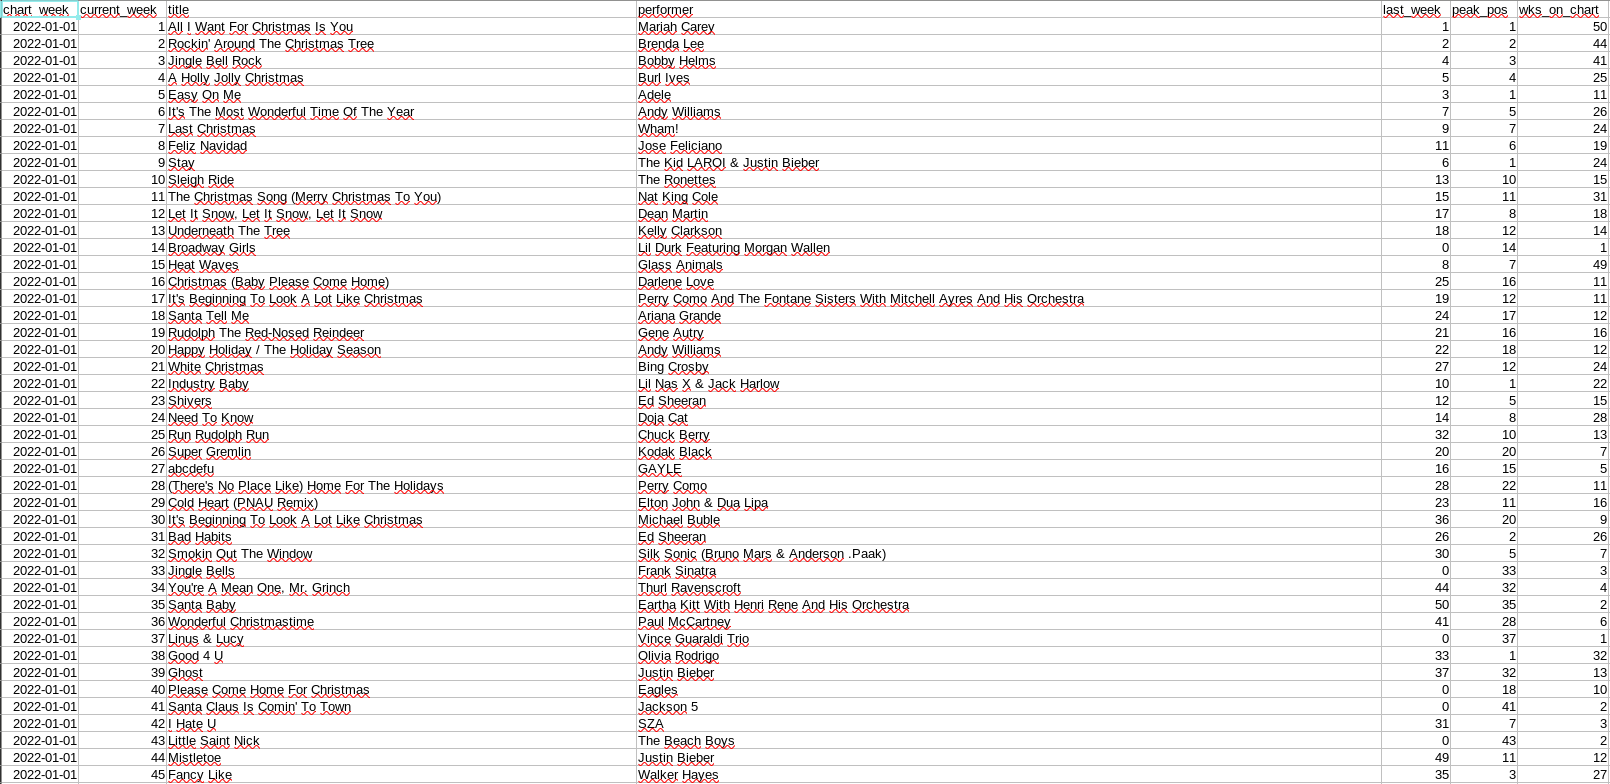 chart_week current_week title performer last_week peak_pos wks_on_chart
2022-01-01 1 All I Want For Christmas Is You Mariah Carey 1 1 50
2022-01-01 2 Rockin' Around The Christmas Tree Brenda Lee 2 2 44
2022-01-01 3 Jingle Bell Rock Bobby Helms 4 3 41
2022-01-01 4 A Holly Jolly Christmas Burl Ives 5 4 25
2022-01-01 5 Easy On Me Adele 3 1 11
2022-01-01 6 It's The Most Wonderful Time Of The Year Andy Williams 7 5 26
2022-01-01 7 Last Christmas Wham! 9 7 24
2022-01-01 8 Feliz Navidad Jose Feliciano 11 6 19
2022-01-01 9 Stay The Kid LAROI & Justin Bieber 6 1 24
2022-01-01 10 Sleigh Ride The Ronettes 13 10 15
2022-01-01 11 The Christmas Song (Merry Christmas To You) Nat King Cole 15 11 31
2022-01-01 12 Let It Snow, Let It Snow, Let It Snow Dean Martin 17 8 18
2022-01-01 13 Underneath The Tree Kelly Clarkson 18 12 14
2022-01-01 14 Broadway Girls Lil Durk Featuring Morgan Wallen 0 14 1
2022-01-01 15 Heat Waves Glass Animals 8 7 49
2022-01-01 16 Christmas (Baby Please Come Home) Darlene Love 25 16 11
2022-01-01 17 It's Beginning To Look A Lot Like Christmas Perry Como And The Fontane Sisters With Mitchell Ayres And His Orchestra 19 12 11
2022-01-01 18 Santa Tell Me Ariana Grande 24 17 12
2022-01-01 19 Rudolph The Red-Nosed Reindeer Gene Autry 21 16 16
2022-01-01 20 Happy Holiday / The Holiday Season Andy Williams 22 18 12
2022-01-01 21 White Christmas Bing Crosby 27 12 24
2022-01-01 22 Industry Baby Lil Nas X & Jack Harlow 10 1 22
2022-01-01 23 Shivers Ed Sheeran 12 5 15
2022-01-01 24 Need To Know Doja Cat 14 8 28
2022-01-01 25 Run Rudolph Run Chuck Berry 32 10 13
2022-01-01 26 Super Gremlin Kodak Black 20 20 7
2022-01-01 27 abcdefu GAYLE 16 15 5
2022-01-01 28 (There's No Place Like) Home For The Holidays Perry Como 28 22 11
2022-01-01 29 Cold Heart (PNAU Remix) Elton John & Dua Lipa 23 11 16
2022-01-01 30 It's Beginning To Look A Lot Like Christmas Michael Buble 36 20 9
2022-01-01 31 Bad Habits Ed Sheeran 26 2 26
2022-01-01 32 Smokin Out The Window Silk Sonic (Bruno Mars & Anderson .Paak) 30 5 7
2022-01-01 33 Jingle Bells Frank Sinatra 0 33 3
2022-01-01 34 You're A Mean One, Mr. Grinch Thurl Ravenscroft 44 32 4
2022-01-01 35 Santa Baby Eartha Kitt With Henri Rene And His Orchestra 50 35 2
2022-01-01 36 Wonderful Christmastime Paul McCartney 41 28 6
2022-01-01 37 Linus & Lucy Vince Guaraldi Trio 0 37 1
2022-01-01 38 Good 4 U Olivia Rodrigo 33 1 32
2022-01-01 39 Ghost Justin Bieber 37 32 13
2022-01-01 40 Please Come Home For Christmas Eagles 0 18 10
2022-01-01 41 Santa Claus Is Comin' To Town Jackson 5 0 41 2
2022-01-01 42 I Hate U SZA 31 7 3
2022-01-01 43 Little Saint Nick The Beach Boys 0 43 2
2022-01-01 44 Mistletoe Justin Bieber 49 11 12
2022-01-01 45 Fancy Like Walker Hayes 35 3 27